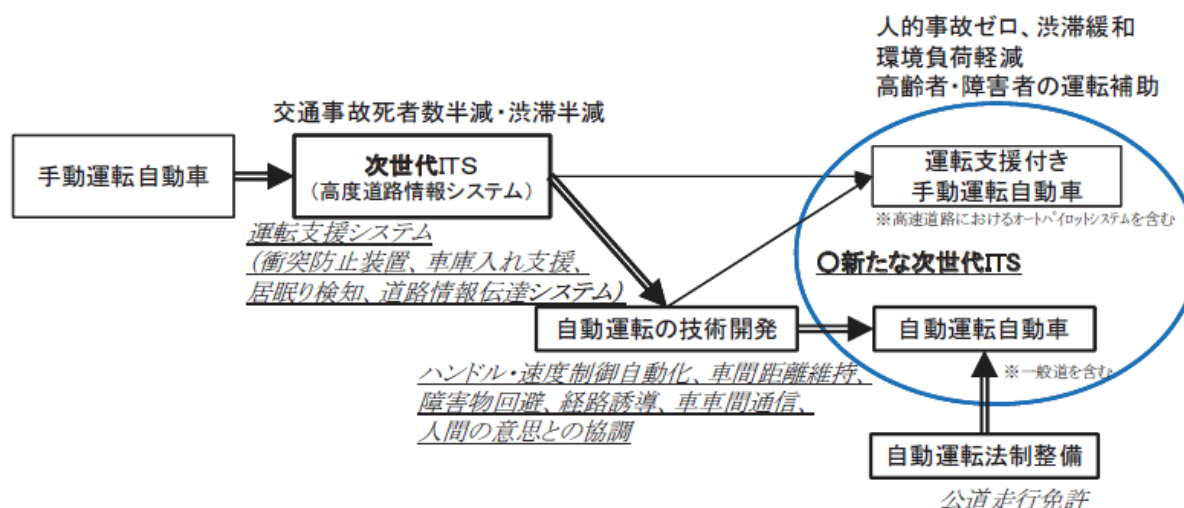 人的事故ゼロ、渋滞緩和
環境負荷軽減
高齢者・障害者の運転補助
交通事故死者数半減・渋滞半減
手動運転自動車
次世代ITS
（高度道路情報システム）
運転支援付き
手動運転自動車
※高速道路におけるオートパイロットシステムを含む
運転支援システム
（衝突防止装置、車庫入れ支援、
居眠り検知、道路情報伝達システム）
〇新たな次世代ITS
自動運転の技術開発
自動運転自動車
※一般道を含む
ハンドル・速度制御自動化、車間距離維持、
障害物回避、経路誘導、車車間通信、
人間の意思との協調
自動運転法制整備
公道走行免許